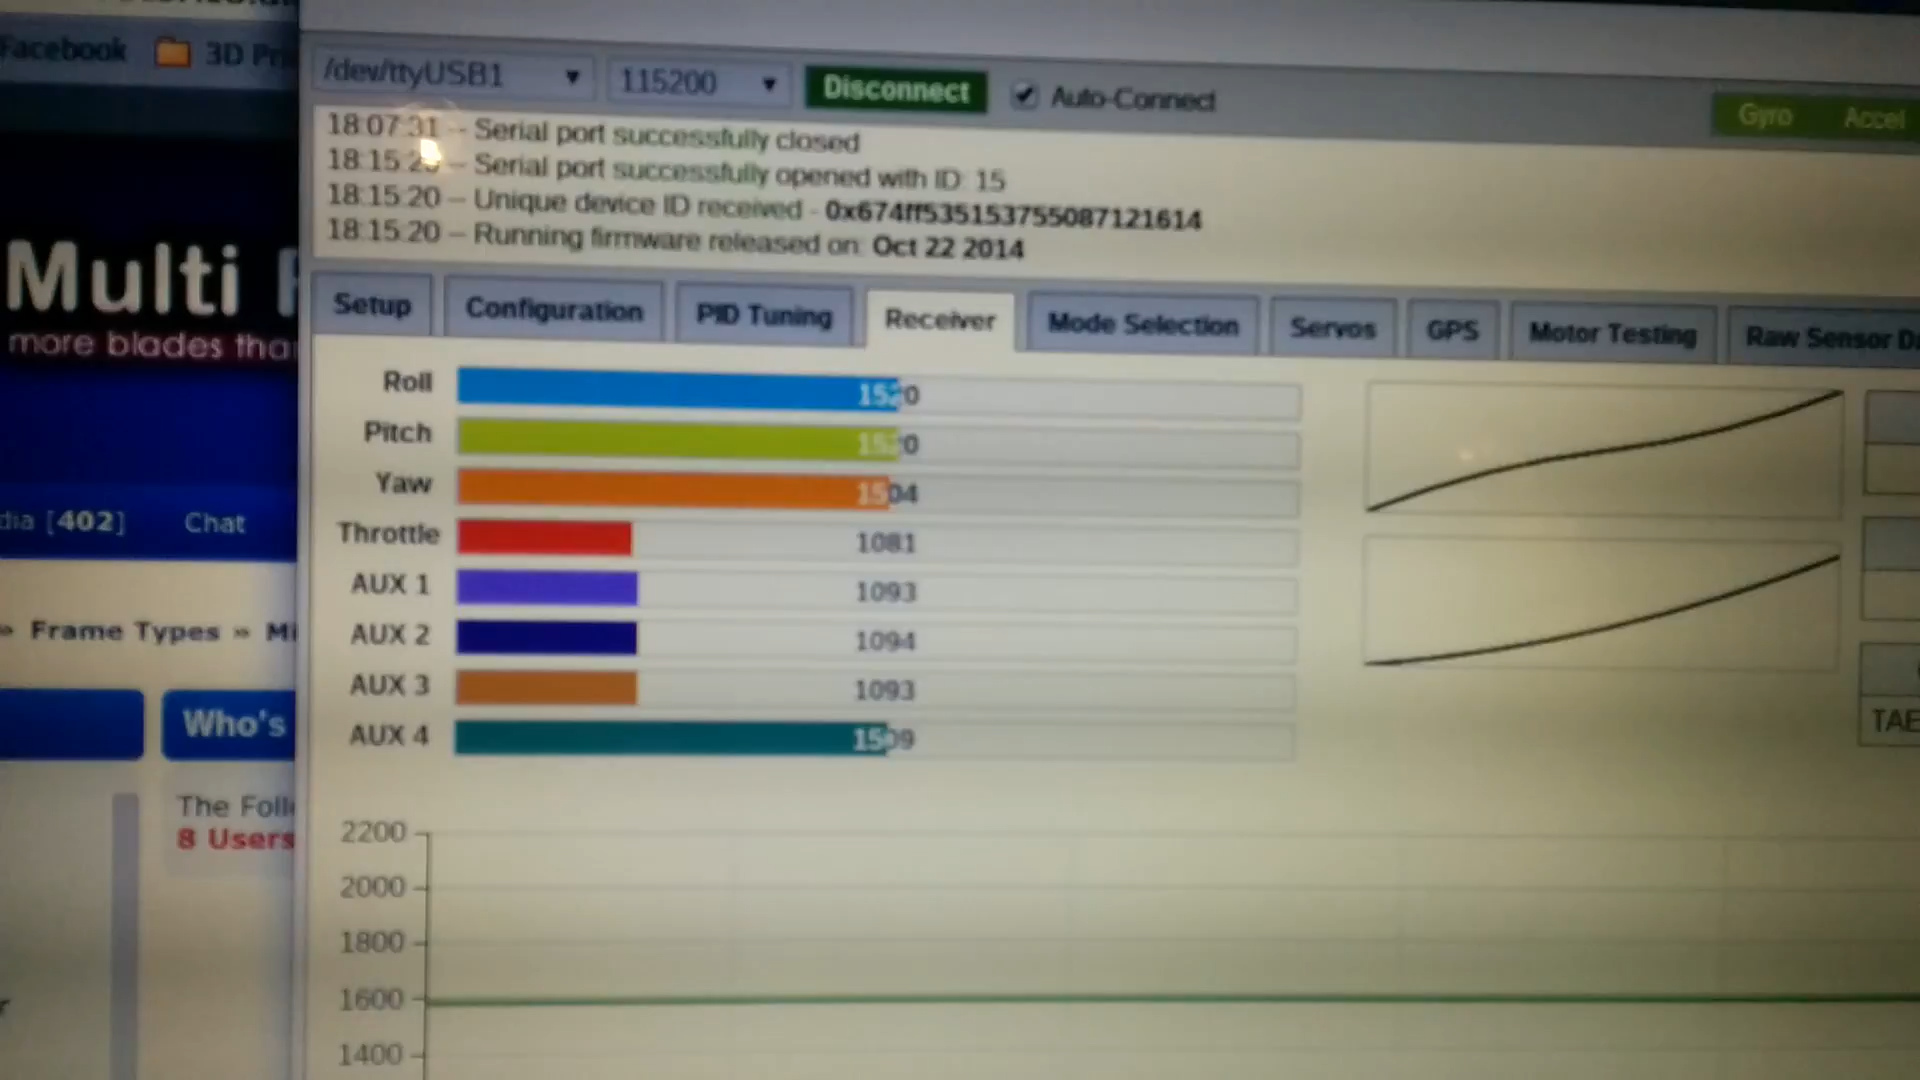 Facebook 3D
/dev/ttyUSB1 115200 Disconnect Auto-Connect Gyro Accel
18:07:31 -- Serial port successfully closed
18:15:20 -- Serial port successfully opened with ID: 15
18:15:20 -- Unique device ID received - 0x674ff535153755087121614
18:15:20 -- Running firmware released on: Oct 22 2014
Setup Configuration PID Tuning Receiver Mode Selection Servos GPS Motor Testing Raw Sensor
Roll 1520
Pitch 1520
Yaw 1504
Throttle 1081
AUX 1 1093
AUX 2 1094
AUX 3 1093
AUX 4 1509
TAE
2200
2000
1800
1600
1400
Multi
more blades
[402] Chat
» Frame Types »
Who's
The
8 Users